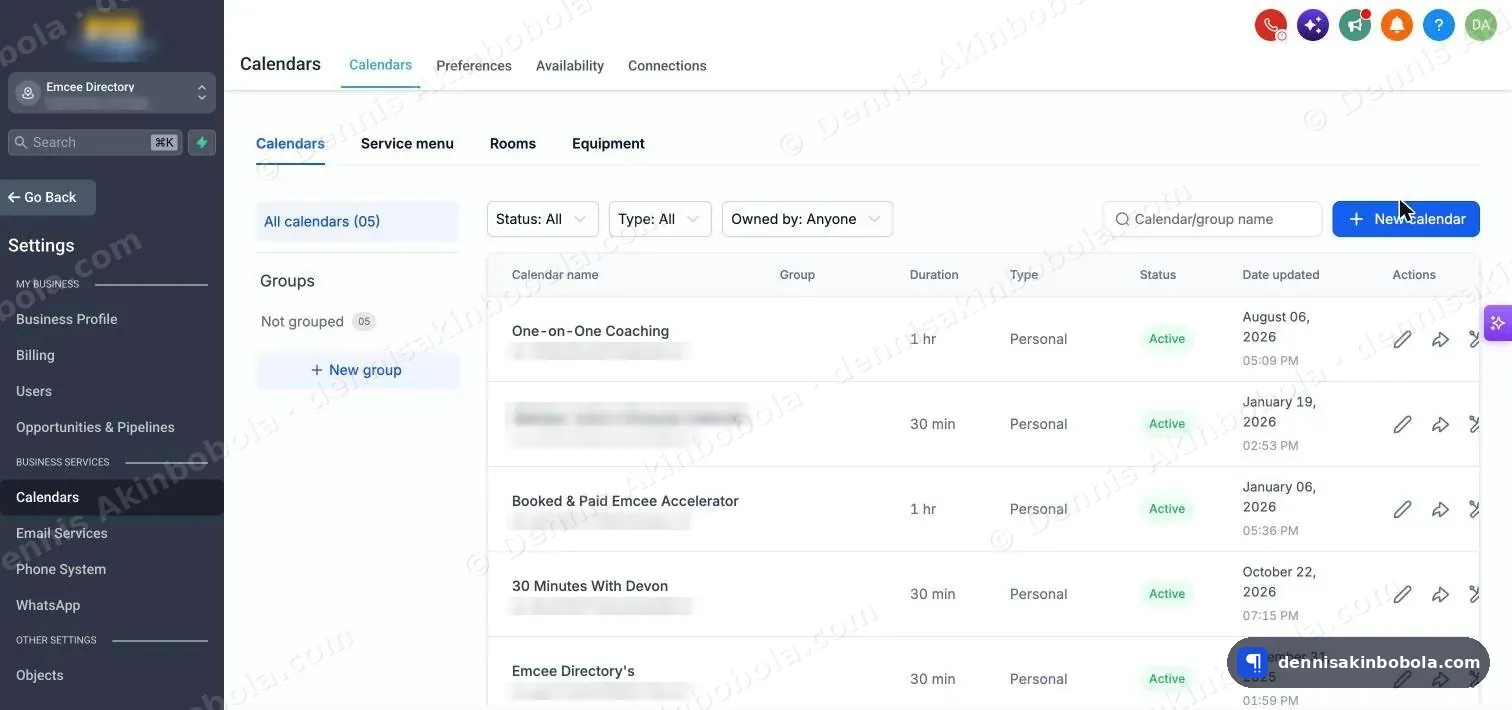 DA
Calendars
Calendars
Preferences
Availability
Connections
Emcee Directory
Search
⌘K
Go Back
Settings
MY BUSINESS
Business Profile
Billing
Users
Opportunities & Pipelines
BUSINESS SERVICES
Calendars
Email Services
Phone System
WhatsApp
OTHER SETTINGS
Objects
Calendars
Service menu
Rooms
Equipment
All calendars (05)
Groups
Not grouped 05
+ New group
Status: All
Type: All
Owned by: Anyone
Calendar/group name
+ New Calendar
Calendar name
Group
Duration
Type
Status
Date updated
Actions
One-on-One Coaching
1 hr
Personal
Active
August 06,
2026
05:09 PM
30 min
Personal
Active
January 19,
2026
02:53 PM
Booked & Paid Emcee Accelerator
1 hr
Personal
Active
January 06,
2026
05:36 PM
30 Minutes With Devon
30 min
Personal
Active
October 22,
2026
07:15 PM
Emcee Directory's
30 min
Personal
Active
2025
01:59 PM
dennisakinbobola.com
© Dennis Akinbobola · dennisakinbobola.com